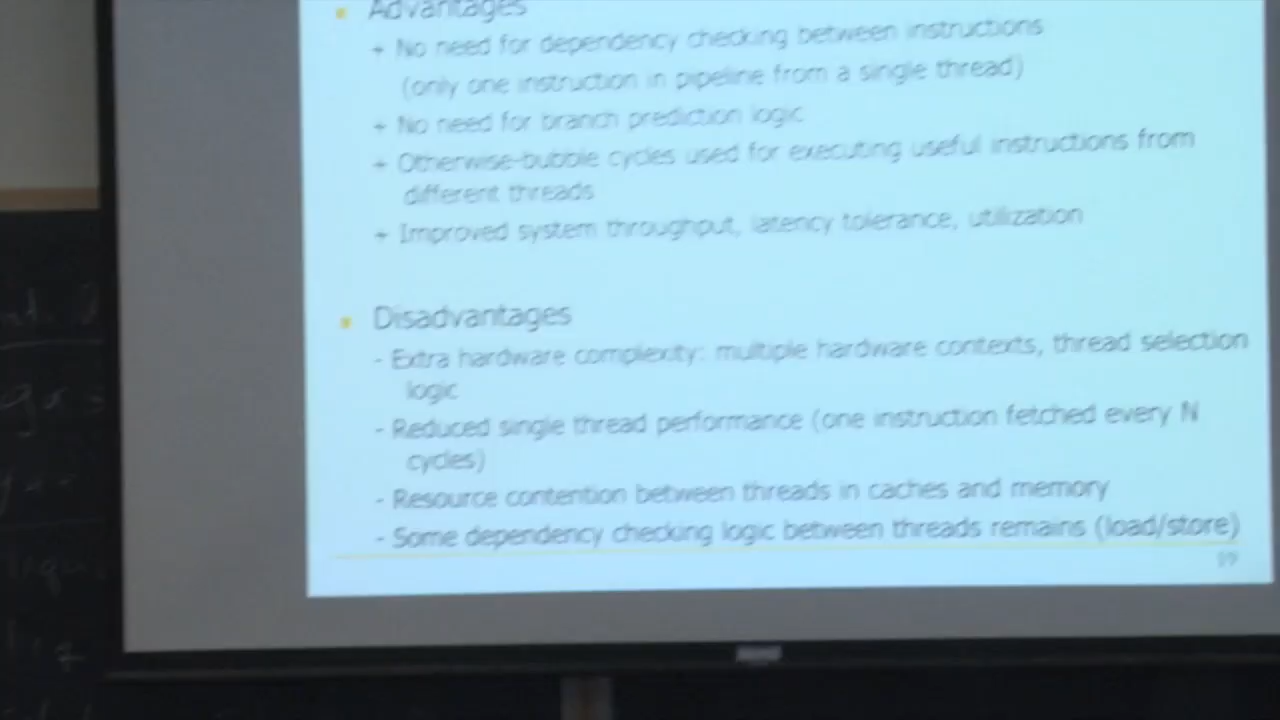 Advantages
+ No need for dependency checking between instructions
(only one instruction in pipeline from a single thread)
+ No need for branch prediction logic
+ Otherwise-bubble cycles used for executing useful instructions from
different threads
+ Improved system throughput, latency tolerance, utilization
Disadvantages
- Extra hardware complexity: multiple hardware contexts, thread selection
logic
- Reduced single thread performance (one instruction fetched every N
cycles)
- Resource contention between threads in caches and memory
- Some dependency checking logic between threads remains (load/store)